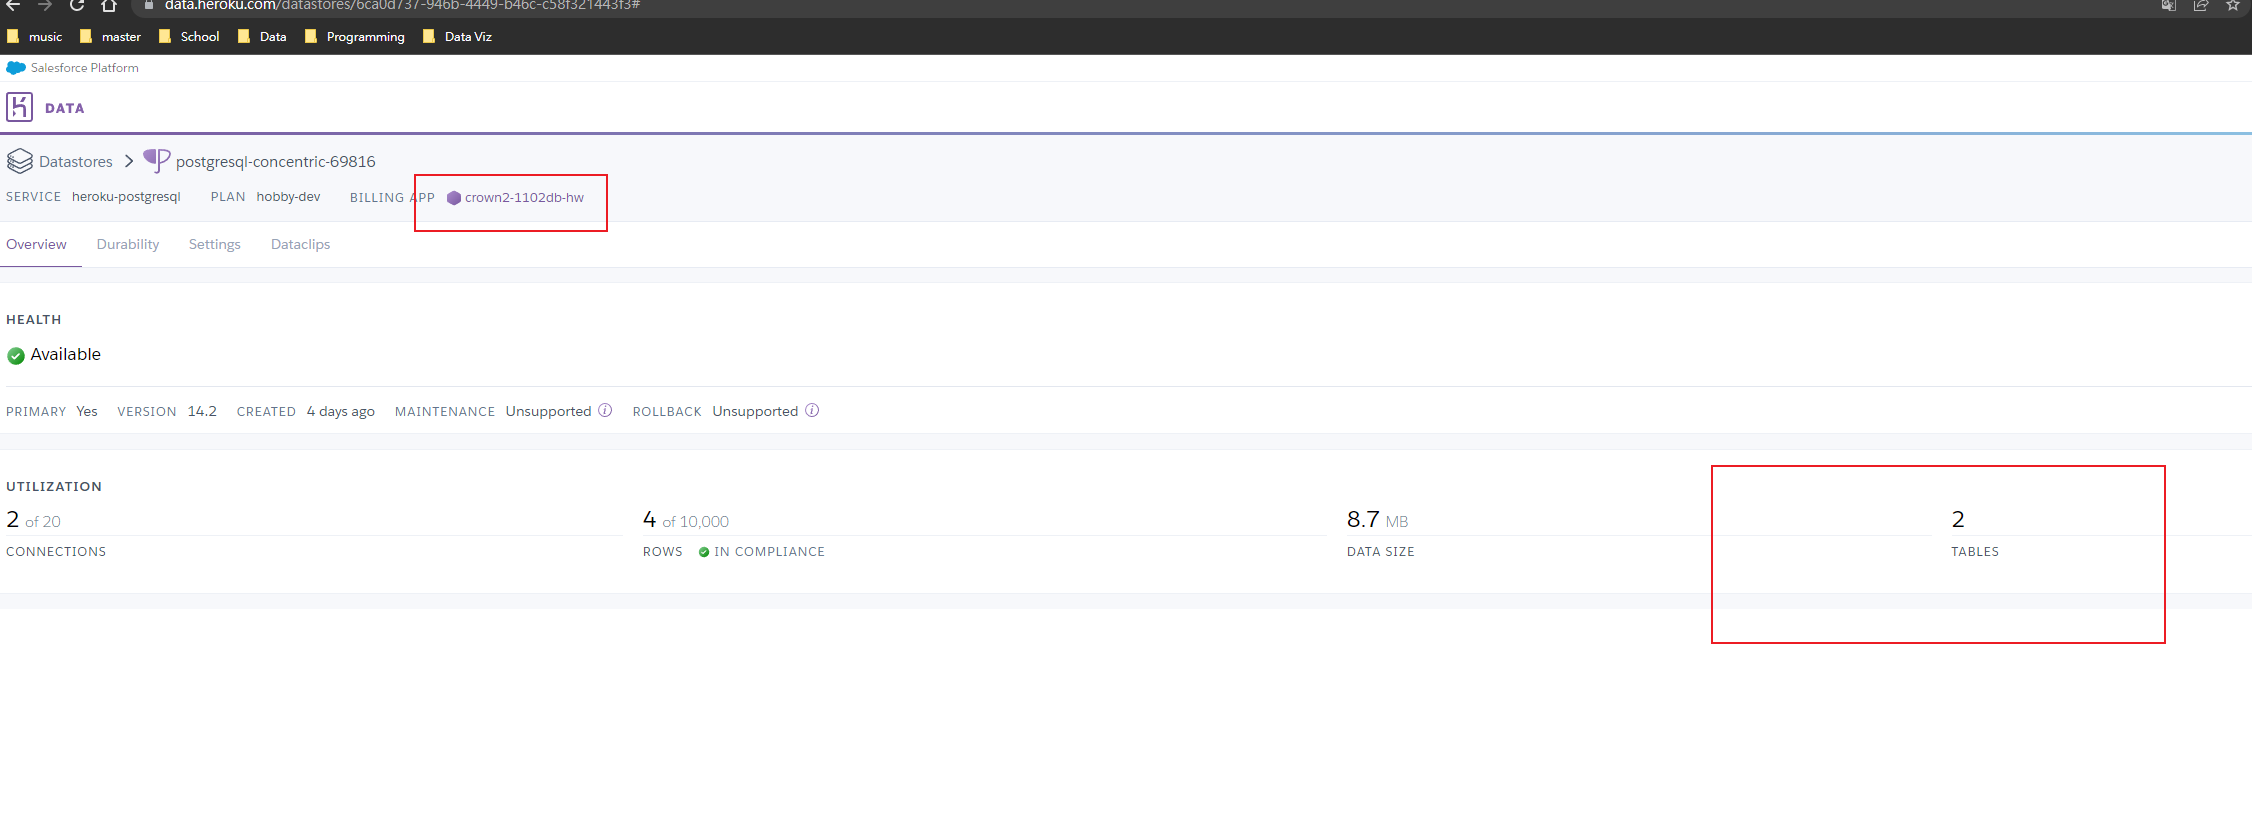 data.heroku.com/datastores/6ca0d737-946b-4449-b46c-c58f321443f3#
music master School Data Programming Data Viz
Salesforce Platform
DATA
Datastores > postgresql-concentric-69816
SERVICE heroku-postgresql PLAN hobby-dev BILLING APP crown2-1102db-hw
Overview Durability Settings Dataclips
HEALTH
Available
PRIMARY Yes VERSION 14.2 CREATED 4 days ago MAINTENANCE Unsupported ROLLBACK Unsupported
UTILIZATION
2 of 20 4 of 10,000 8.7 MB 2
CONNECTIONS ROWS IN COMPLIANCE DATA SIZE TABLES